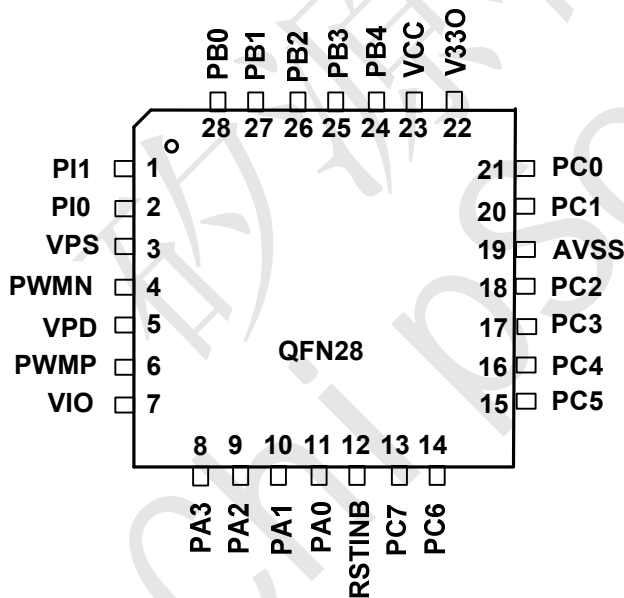 PB0 PB1 PB2 PB3 PB4 VCC V33O
28 27 26 25 24 23 22
PI1 1
PI0 2
VPS 3
PWMN 4
VPD 5
PWMP 6
VIO 7
21 PC0
20 PC1
19 AVSS
18 PC2
17 PC3
16 PC4
15 PC5
QFN28
8 9 10 11 12 13 14
PA3 PA2 PA1 PA0 RSTINB PC7 PC6
矽源
ChipSo